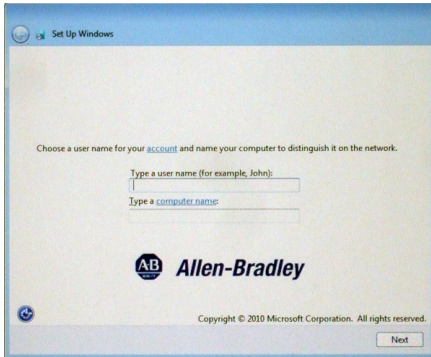 Set Up Windows
Choose a user name for your account and name your computer to distinguish it on the network.
Type a user name (for example, John):
Type a computer name:
AB
Allen-Bradley
Copyright © 2010 Microsoft Corporation. All rights reserved.
Next